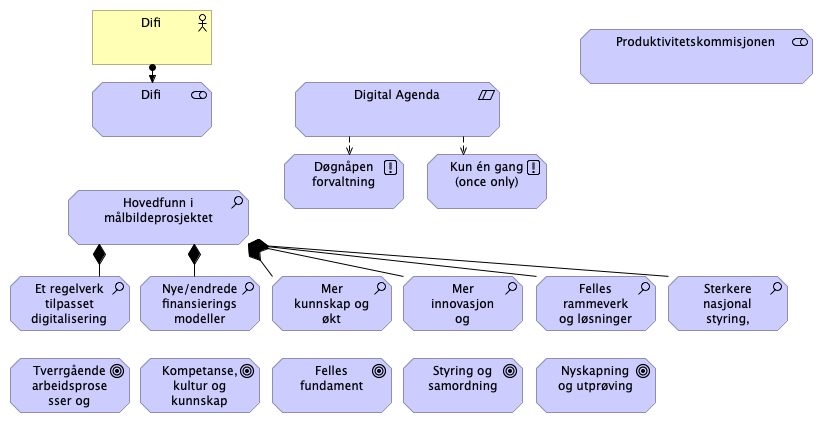 Difi
Produktivitetskommisjonen
Difi
Digital Agenda
Døgnåpen
forvaltning
Kun én gang
(once only)
Hovedfunn i
målbildeprosjektet
Et regelverk
tilpasset
digitalisering
Nye/endrede
finansierings
modeller
Mer
kunnskap og
økt
Mer
innovasjon
og
Felles
rammeverk
og løsninger
Sterkere
nasjonal
styring,
Tverrgående
arbeidsprose
sser og
Kompetanse,
kultur og
kunnskap
Felles
fundament
Styring og
samordning
Nyskapning
og utprøving